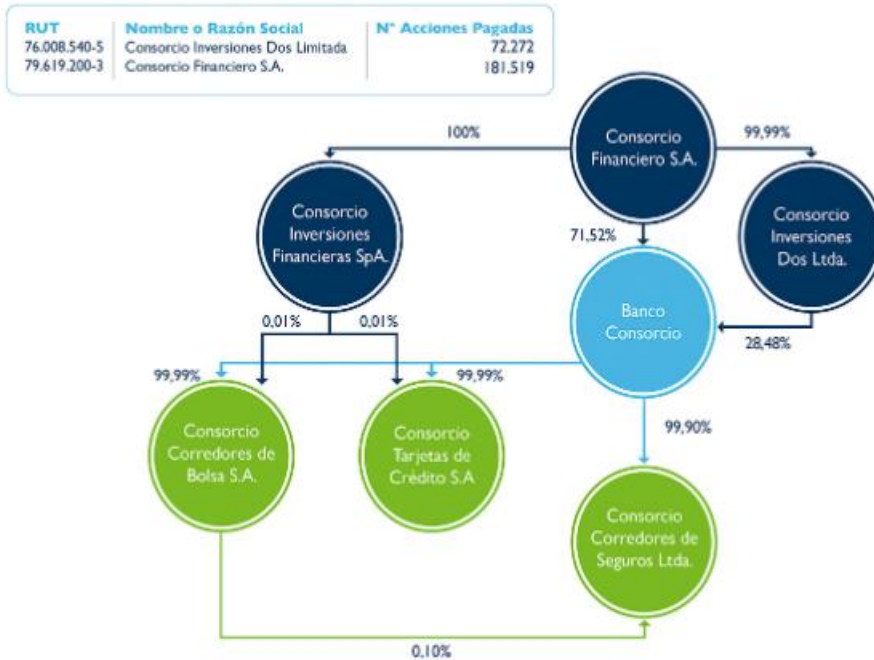 RUT Nombre o Razón Social N° Acciones Pagadas
76.008.540-5 Consorcio Inversiones Dos Limitada 72.272
79.619.200-3 Consorcio Financiero S.A. 181.519
100%
Consorcio
Financiero S.A.
99,99%
Consorcio
Inversiones
Financieras SpA.
71,52%
Consorcio
Inversiones
Dos Ltda.
Banco
Consorcio
0,01%
0,01%
28,48%
99,99%
99,99%
Consorcio
Corredores de
Bolsa S.A.
Consorcio
Tarjetas de
Crédito S.A
99,90%
Consorcio
Corredores de
Seguros Ltda.
0,10%